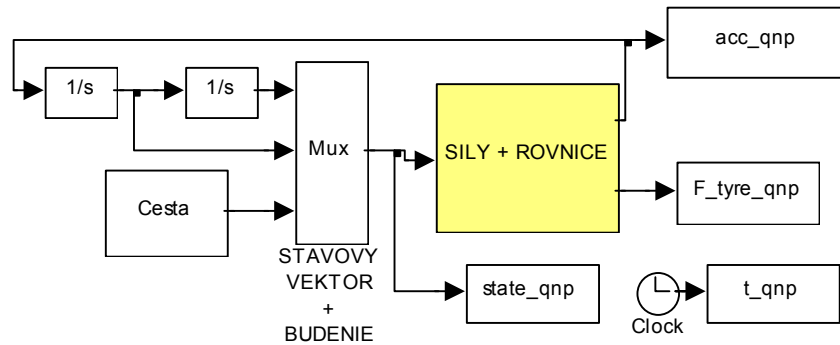 acc_qnp
1/s
1/s
Mux
SILY + ROVNICE
Cesta
F_tyre_qnp
STAVOVY
VEKTOR
+
BUDENIE
state_qnp
Clock
t_qnp